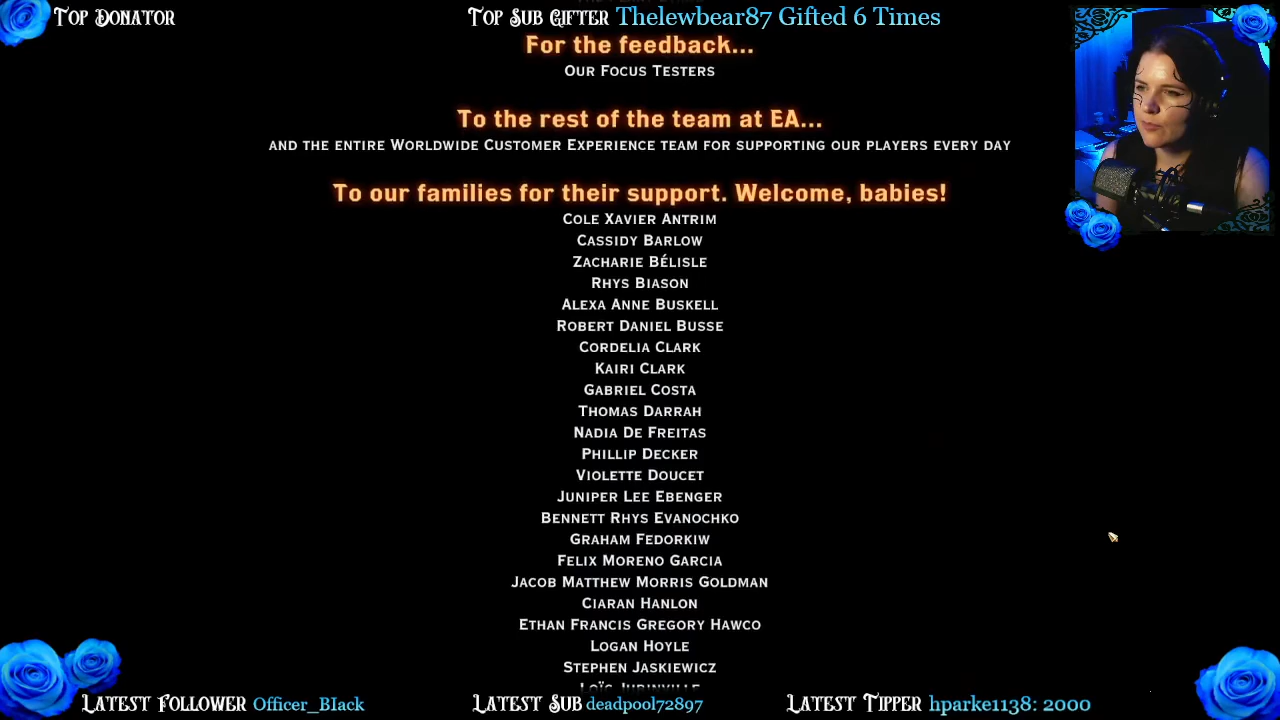 Top Donator
Top Sub Gifter Thelewbear87 Gifted 6 Times
For the feedback...
Our Focus Testers
To the rest of the team at EA...
and the entire Worldwide Customer Experience team for supporting our players every day
To our families for their support. Welcome, babies!
Cole Xavier Antrim
Cassidy Barlow
Zacharie Bélisle
Rhys Biason
Alexa Anne Buskell
Robert Daniel Busse
Cordelia Clark
Kairi Clark
Gabriel Costa
Thomas Darrah
Nadia De Freitas
Phillip Decker
Violette Doucet
Juniper Lee Ebenger
Bennett Rhys Evanochko
Graham Fedorkiw
Felix Moreno Garcia
Jacob Matthew Morris Goldman
Ciaran Hanlon
Ethan Francis Gregory Hawco
Logan Hoyle
Stephen Jaskiewicz
Latest Follower Officer_BIack
Latest Sub deadpool72897
Latest Tipper hparke1138: 2000